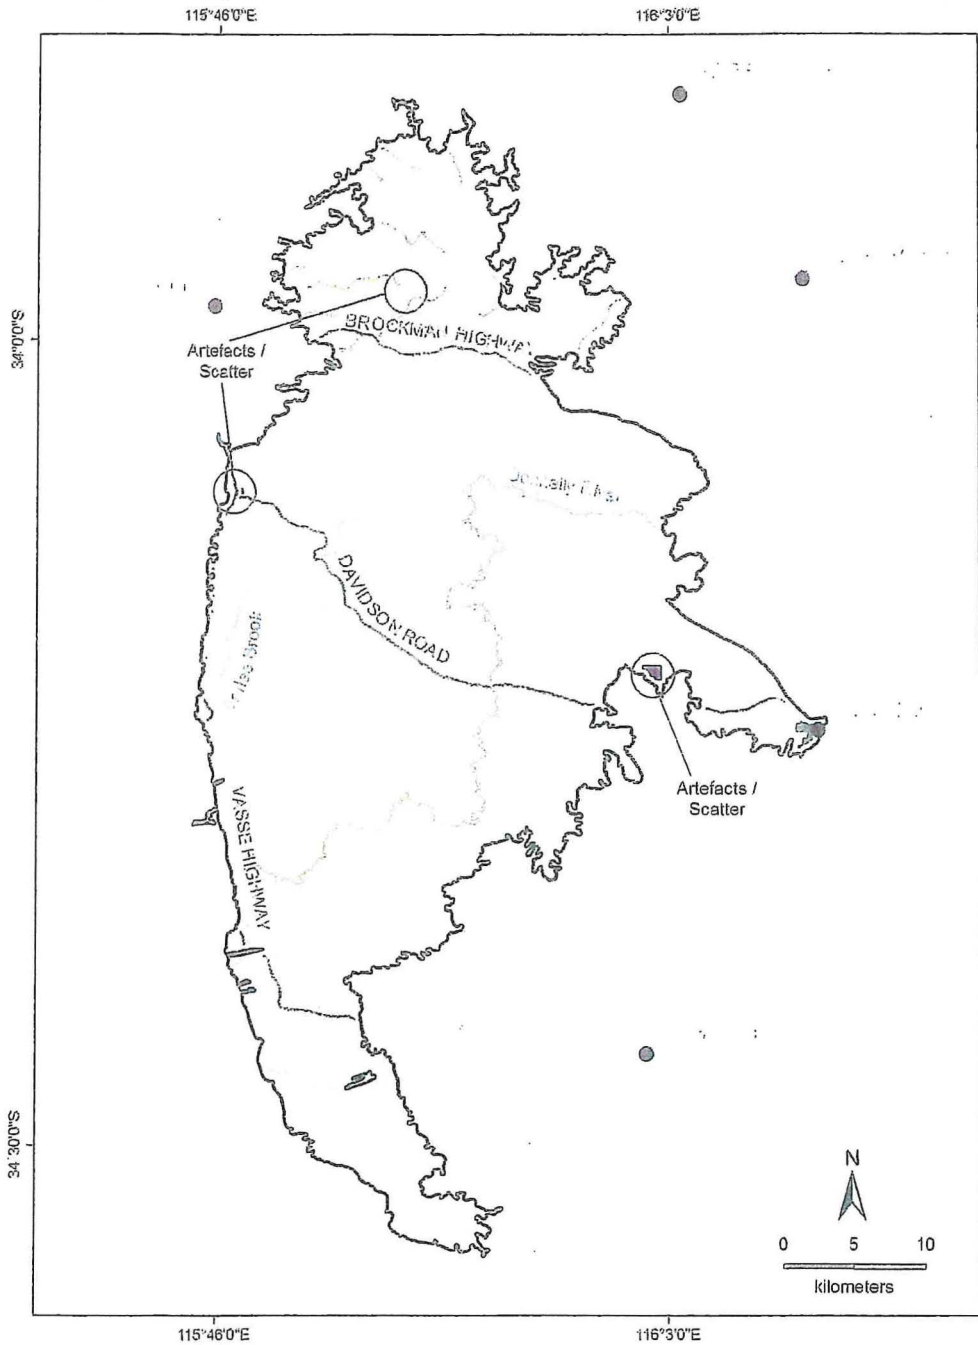 115°46'0"E
116°3'0"E
34°0'0"S
BROCKMAN HIGHWAY
Artefacts /
Scatter
DAVIDSON ROAD
Artefacts /
Scatter
VASSE HIGHWAY
34°30'0"S
N
0 5 10
kilometers
115°46'0"E
116°3'0"E